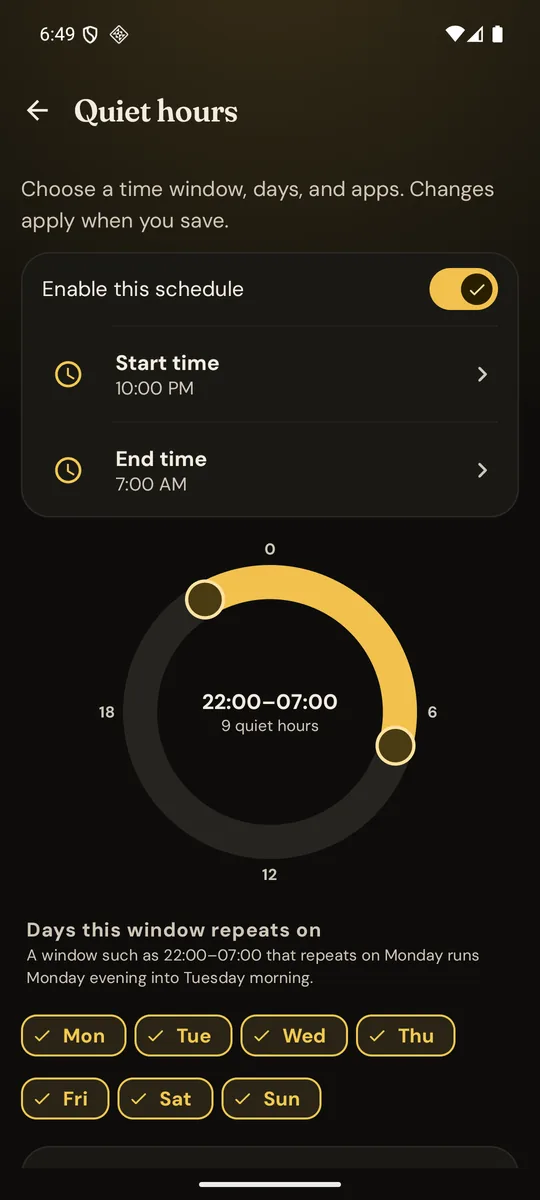 6:49
Quiet hours
Choose a time window, days, and apps. Changes
apply when you save.
Enable this schedule
Start time
10:00 PM
End time
7:00 AM
0
22:00–07:00
9 quiet hours
18
6
12
Days this window repeats on
A window such as 22:00–07:00 that repeats on Monday runs
Monday evening into Tuesday morning.
Mon Tue Wed Thu
Fri Sat Sun